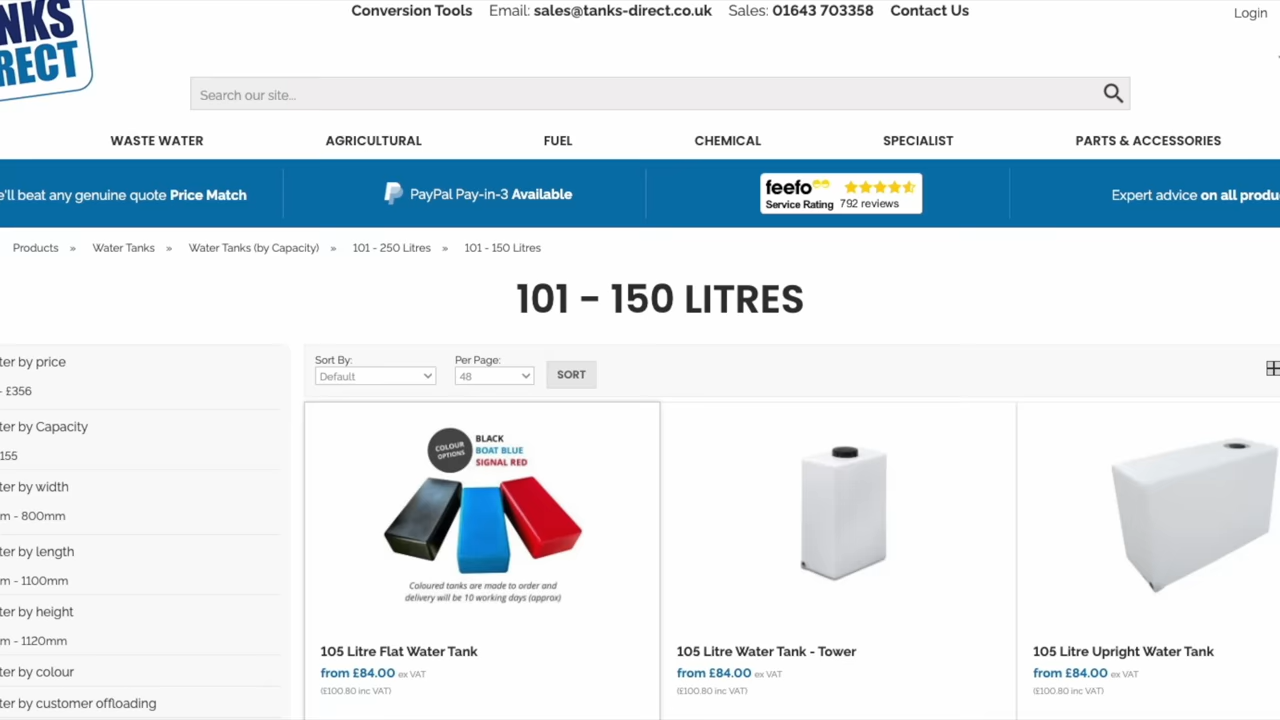 NKS
RECT
Conversion Tools Email: sales@tanks-direct.co.uk Sales: 01643 703358 Contact Us
Login
Search our site...
WASTE WATER AGRICULTURAL FUEL CHEMICAL SPECIALIST PARTS & ACCESSORIES
e'll beat any genuine quote Price Match
PayPal Pay-in-3 Available
feefo
Service Rating 792 reviews
Expert advice on all produ
Products » Water Tanks » Water Tanks (by Capacity) » 101 - 250 Litres » 101 - 150 Litres
101 - 150 LITRES
ter by price
- £356
ter by Capacity
155
ter by width
m - 800mm
ter by length
m - 1100mm
ter by height
m - 1120mm
ter by colour
ter by customer offloading
Sort By: Per Page:
Default 48 SORT
COLOUR
OPTIONS
BLACK
BOAT BLUE
SIGNAL RED
Coloured tanks are made to order and
delivery will be 10 working days (approx)
105 Litre Flat Water Tank
from £84.00 ex VAT
(£100.80 inc VAT)
105 Litre Water Tank - Tower
from £84.00 ex VAT
(£100.80 inc VAT)
105 Litre Upright Water Tank
from £84.00 ex VAT
(£100.80 inc VAT)